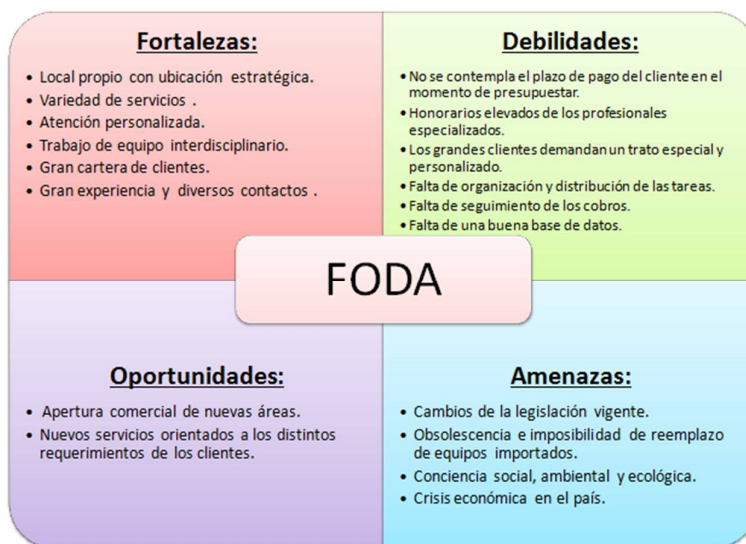 Fortalezas:
• Local propio con ubicación estratégica.
• Variedad de servicios .
• Atención personalizada.
• Trabajo de equipo interdisciplinario.
• Gran cartera de clientes.
• Gran experiencia y diversos contactos .
Debilidades:
• No se contempla el plazo de pago del cliente en el
momento de presupuestar.
• Honorarios elevados de los profesionales
especializados.
• Los grandes clientes demandan un trato especial y
personalizado.
• Falta de organización y distribución de las tareas.
• Falta de seguimiento de los cobros.
• Falta de una buena base de datos.
FODA
Oportunidades:
• Apertura comercial de nuevas áreas.
• Nuevos servicios orientados a los distintos
requerimientos de los clientes.
Amenazas:
• Cambios de la legislación vigente.
• Obsolescencia e imposibilidad de reemplazo
de equipos importados.
• Conciencia social, ambiental y ecológica.
• Crisis económica en el país.